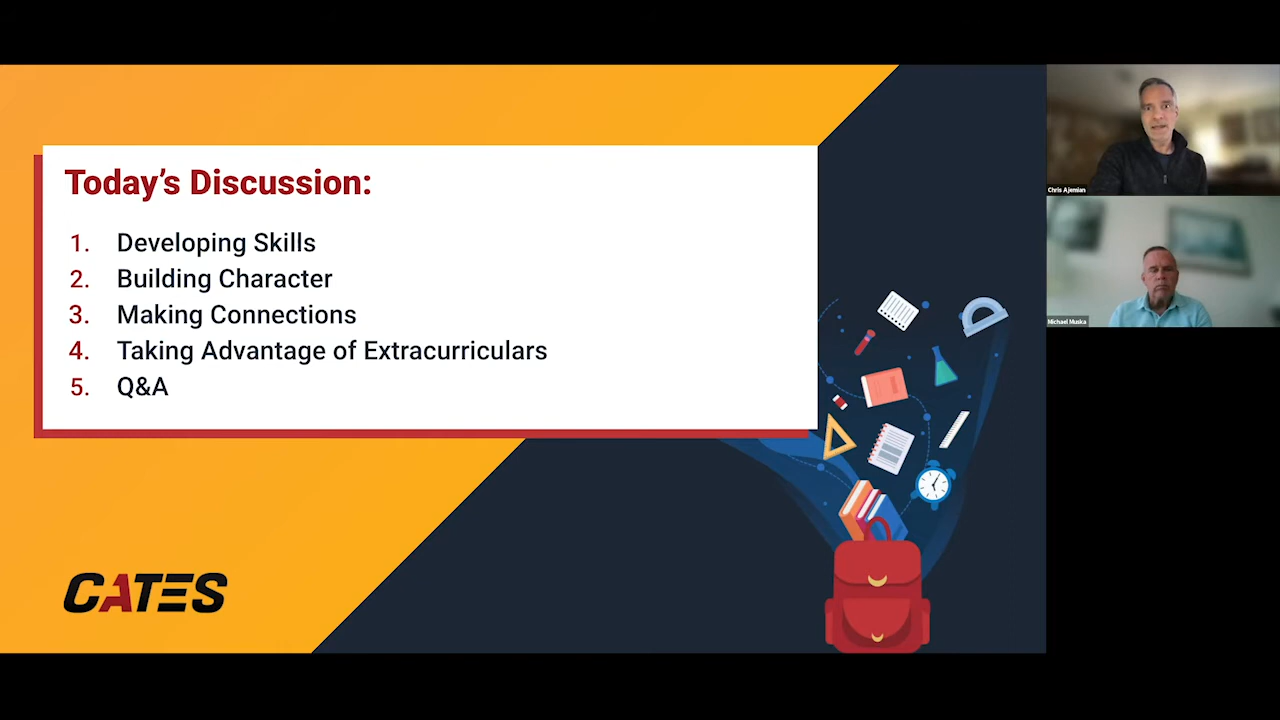 Today's Discussion:
1. Developing Skills
2. Building Character
3. Making Connections
4. Taking Advantage of Extracurriculars
5. Q&A
CATES
Chris Ajemian
Michael Muska